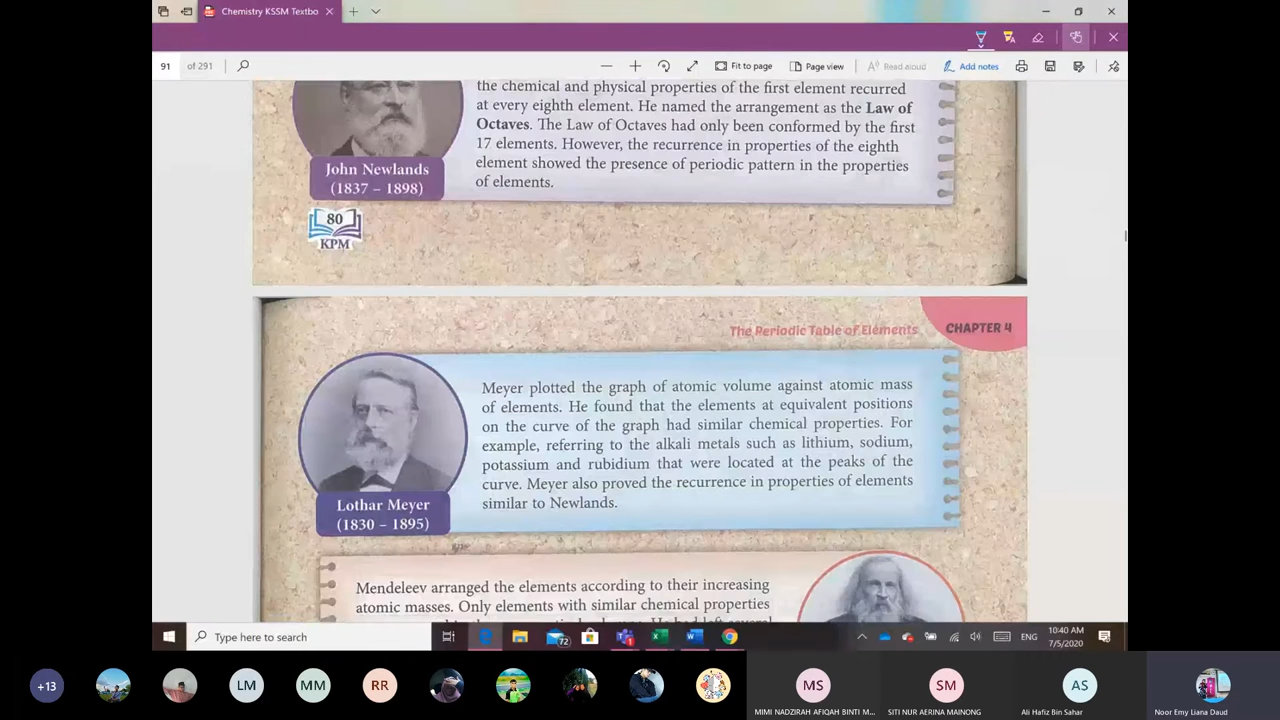 Chemistry KSSM Textbo
91 of 291
Fit to page
Page view
Read aloud
Add notes
the chemical and physical properties of the first element recurred
at every eighth element. He named the arrangement as the Law of
Octaves. The Law of Octaves had only been conformed by the first
17 elements. However, the recurrence in properties of the eighth
element showed the presence of periodic pattern in the properties
of elements.
John Newlands
(1837 – 1898)
80
KPM
The Periodic Table of Elements
CHAPTER 4
Meyer plotted the graph of atomic volume against atomic mass
of elements. He found that the elements at equivalent positions
on the curve of the graph had similar chemical properties. For
example, referring to the alkali metals such as lithium, sodium,
potassium and rubidium that were located at the peaks of the
curve. Meyer also proved the recurrence in properties of elements
similar to Newlands.
Lothar Meyer
(1830 – 1895)
Mendeleev arranged the elements according to their increasing
atomic masses. Only elements with similar chemical properties
Type here to search
72
ENG
10:40 AM
7/5/2020
+13
LM
MM
RR
MS
SM
AS
MIMI NADZIRAH AFIQAH BINTI M...
SITI NUR AERINA MAINONG
Ali Hafiz Bin Sahar
Noor Emy Liana Daud